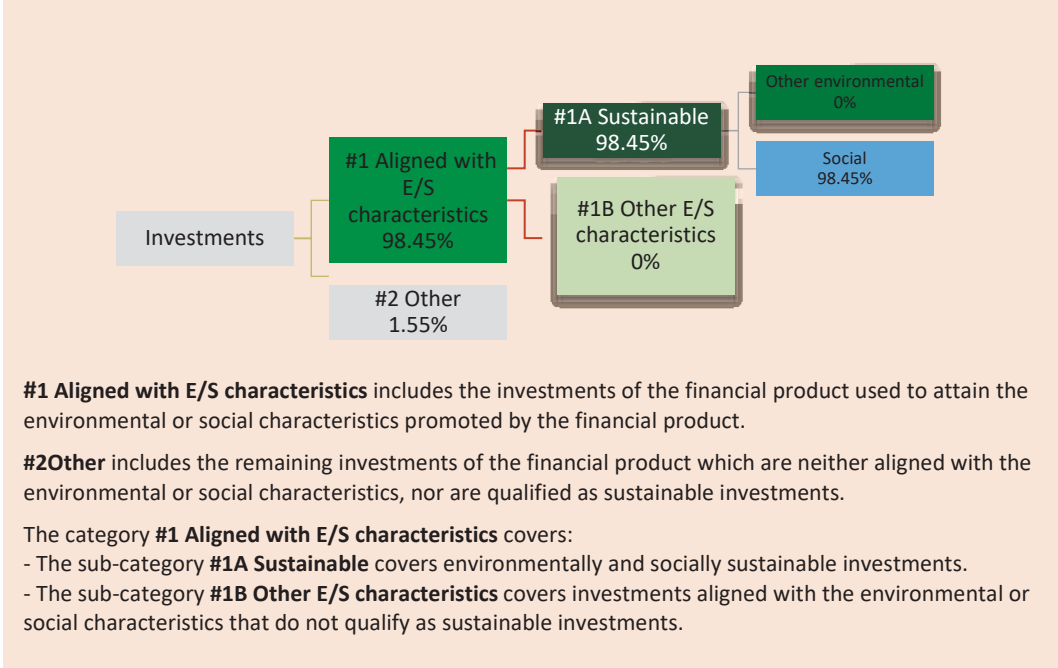 Investments
#1 Aligned with
E/S
characteristics
98.45%
#2 Other
1.55%
#1A Sustainable
98.45%
#1B Other E/S
characteristics
0%
Other environmental
0%
Social
98.45%
#1 Aligned with E/S characteristics includes the investments of the financial product used to attain the
environmental or social characteristics promoted by the financial product.
#2Other includes the remaining investments of the financial product which are neither aligned with the
environmental or social characteristics, nor are qualified as sustainable investments.
The category #1 Aligned with E/S characteristics covers:
- The sub-category #1A Sustainable covers environmentally and socially sustainable investments.
- The sub-category #1B Other E/S characteristics covers investments aligned with the environmental or
social characteristics that do not qualify as sustainable investments.